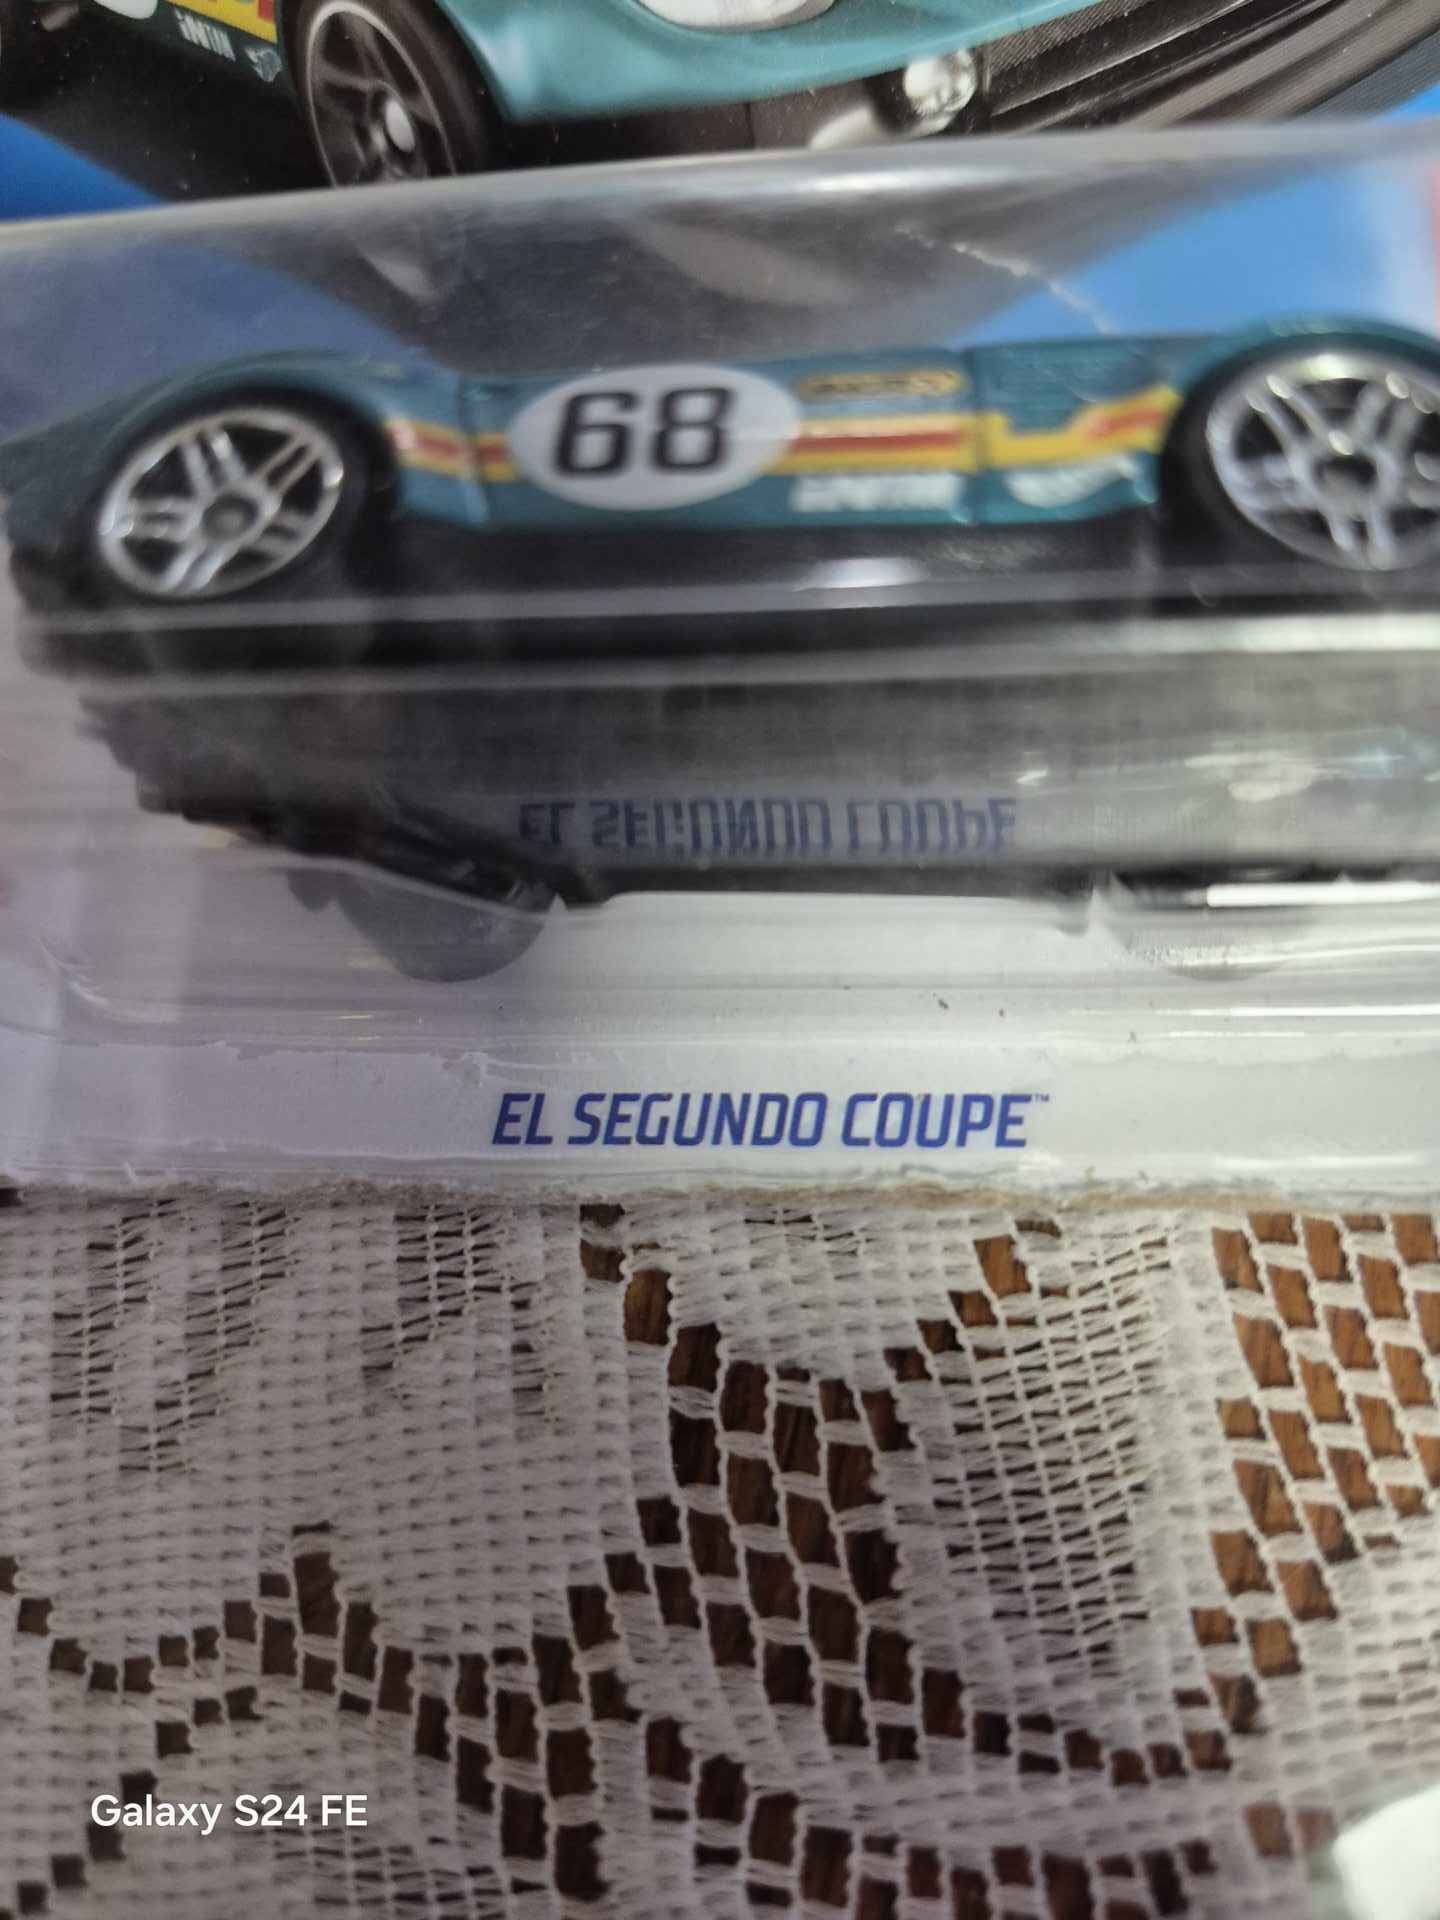 68
EL SEGUNDO COUPE
EL SEGUNDO COUPE™
Galaxy S24 FE